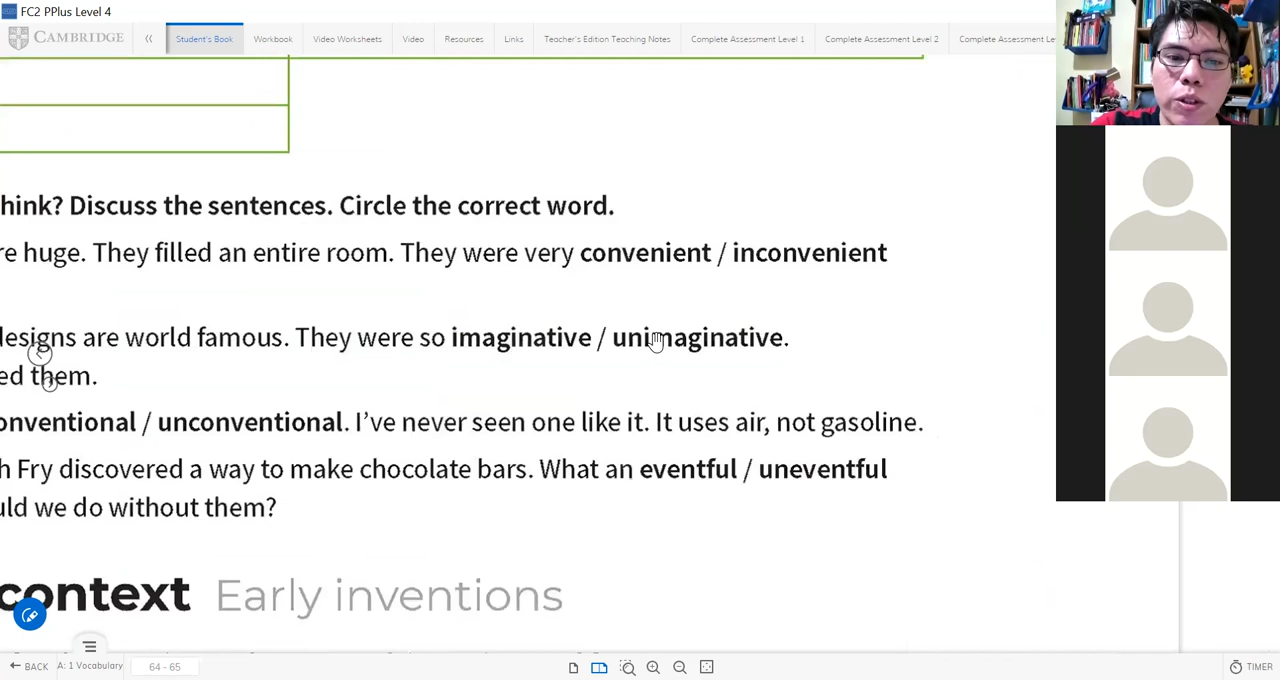 FC2 PPlus Level 4
CAMBRIDGE
Student's Book
Workbook
Video Worksheets
Video
Resources
Links
Teacher's Edition Teaching Notes
Complete Assessment Level 1
Complete Assessment Level 2
Complete Assessment Le
hink? Discuss the sentences. Circle the correct word.
re huge. They filled an entire room. They were very convenient / inconvenient
designs are world famous. They were so imaginative / unimaginative.
ed them.
onventional / unconventional. I've never seen one like it. It uses air, not gasoline.
h Fry discovered a way to make chocolate bars. What an eventful / uneventful
uld we do without them?
context Early inventions
BACK
A: 1 Vocabulary
64 - 65
TIMER